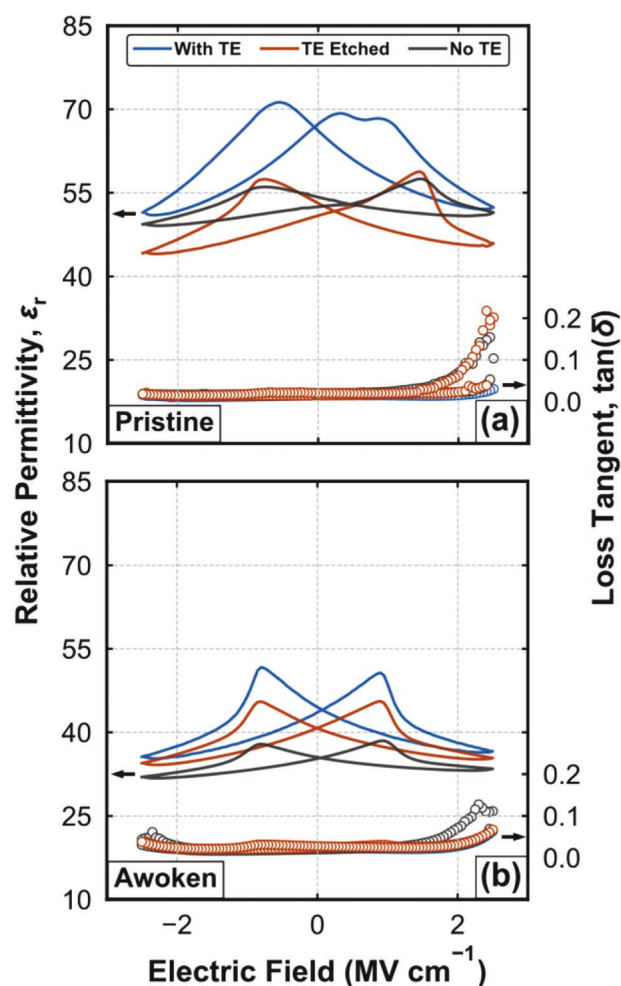 With TE TE Etched No TE
85
70
55
40
25
10
0.2
0.1
0.0
Pristine
(a)
85
70
55
40
25
10
0.2
0.1
0.0
Awoken
(b)
−2 0 2
Electric Field (MV cm⁻¹)
Relative Permittivity, εᵣ
Loss Tangent, tan(δ)